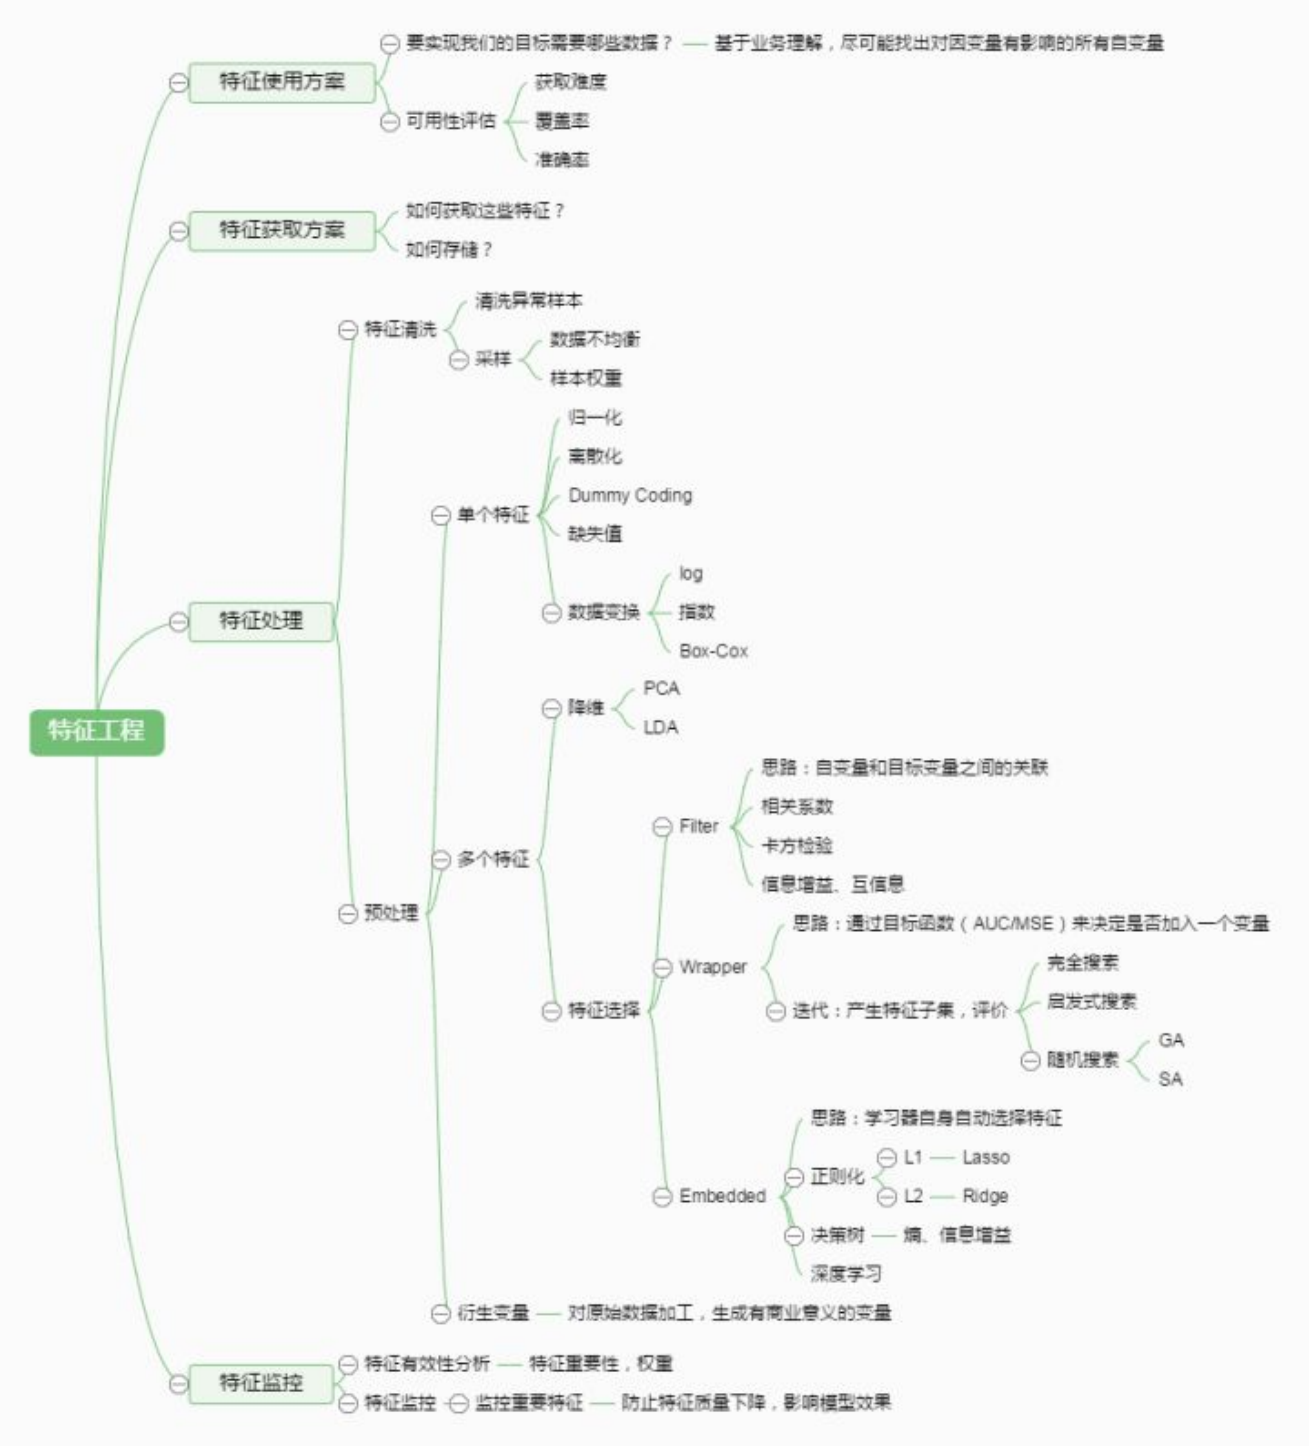 要实现我们的目标需要哪些数据？ 基于业务理解，尽可能找出对因变量有影响的所有自变量
特征使用方案
获取难度
可用性评估
覆盖率
准确率
特征获取方案
如何获取这些特征？
如何存储？
清洗异常样本
特征清洗
数据不均衡
采样
样本权重
归一化
离散化
Dummy Coding
单个特征
缺失值
log
数据变换
指数
特征处理
Box-Cox
PCA
降维
LDA
特征工程
思路：自变量和目标变量之间的关联
相关系数
Filter
卡方检验
多个特征
信息增益、互信息
预处理
思路：通过目标函数（AUC/MSE）来决定是否加入一个变量
完全搜索
Wrapper
启发式搜索
特征选择
迭代：产生特征子集，评价
GA
随机搜索
SA
思路：学习器自身自动选择特征
L1 Lasso
正则化
L2 Ridge
Embedded
决策树 熵、信息增益
深度学习
衍生变量 对原始数据加工，生成有商业意义的变量
特征有效性分析 特征重要性，权重
特征监控
特征监控 监控重要特征 防止特征质量下降，影响模型效果